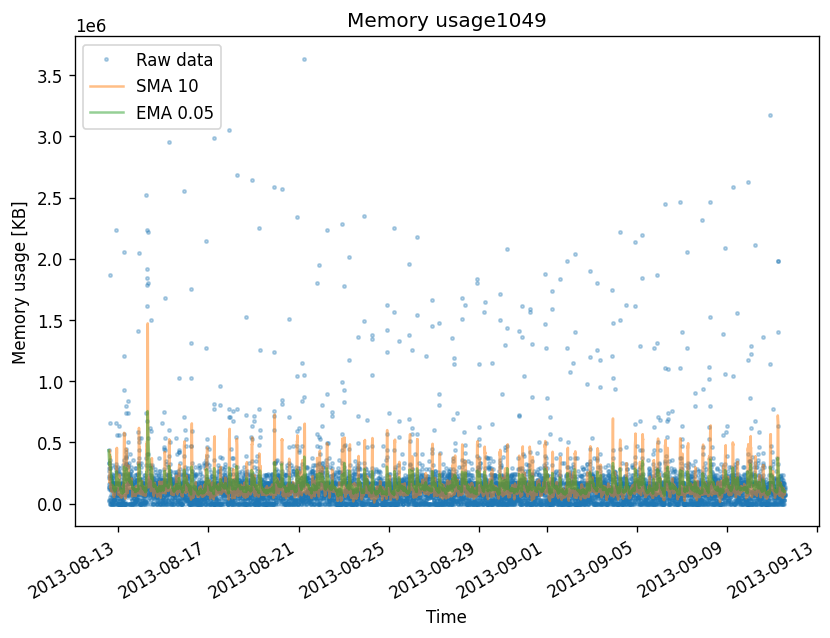 Memory usage1049
1e6
Raw data
SMA 10
EMA 0.05
3.5
3.0
2.5
2.0
1.5
1.0
0.5
0.0
Memory usage [KB]
2013-08-13
2013-08-17
2013-08-21
2013-08-25
2013-08-29
2013-09-01
2013-09-05
2013-09-09
2013-09-13
Time